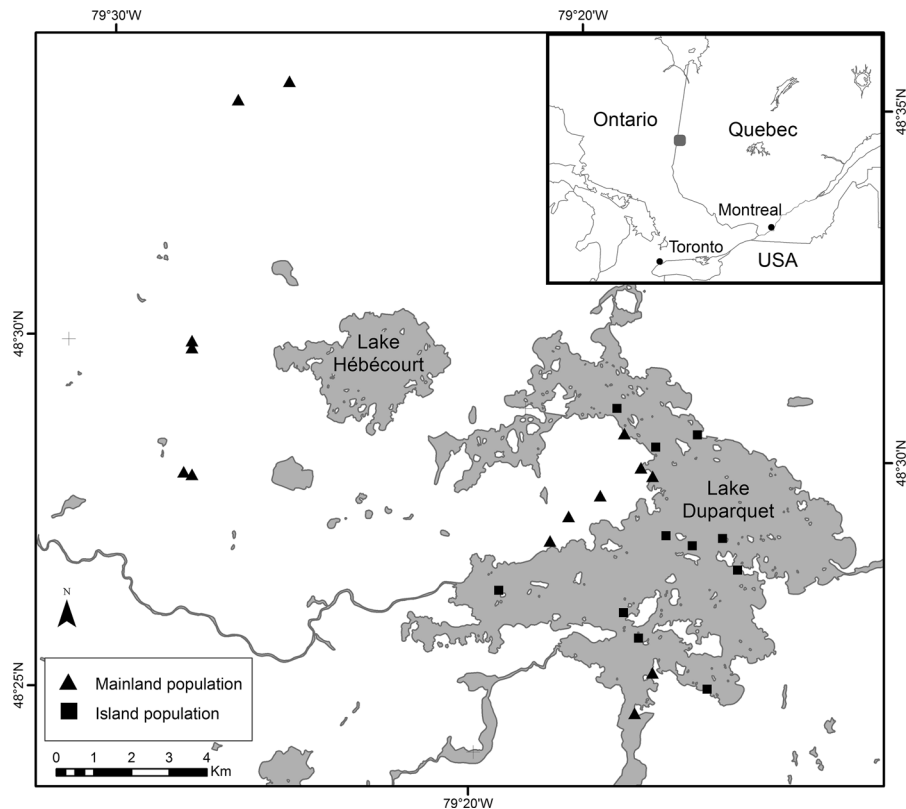 79°30'W
79°20'W
48°35'N
Ontario
Quebec
Montreal
Toronto
USA
48°30'N
Lake
Hébécourt
48°30'N
Lake
Duparquet
N
48°25'N
Mainland population
Island population
0 1 2 3 4
Km
79°20'W